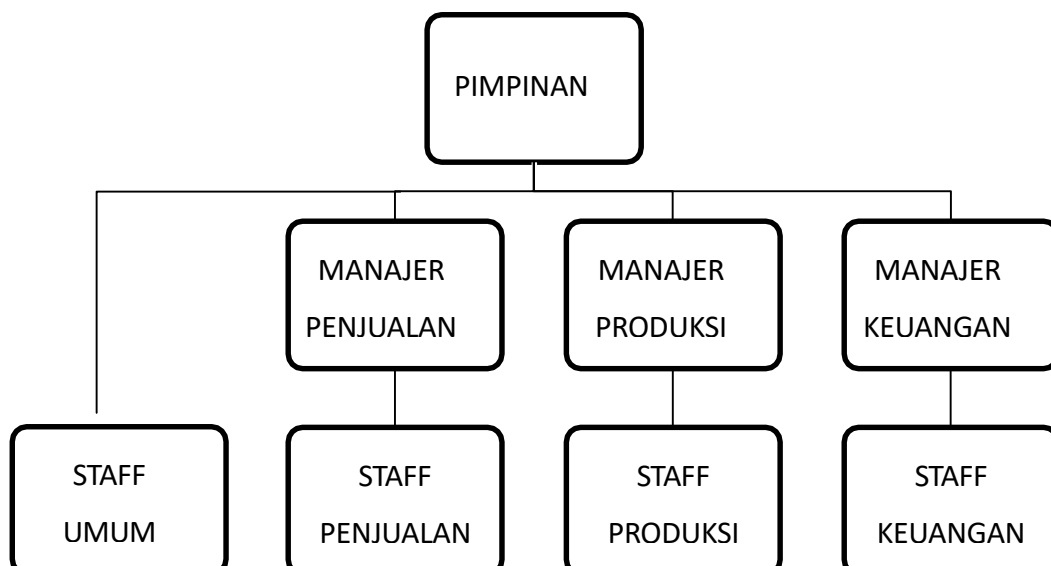 PIMPINAN
MANAJER
PENJUALAN
MANAJER
PRODUKSI
MANAJER
KEUANGAN
STAFF
UMUM
STAFF
PENJUALAN
STAFF
PRODUKSI
STAFF
KEUANGAN